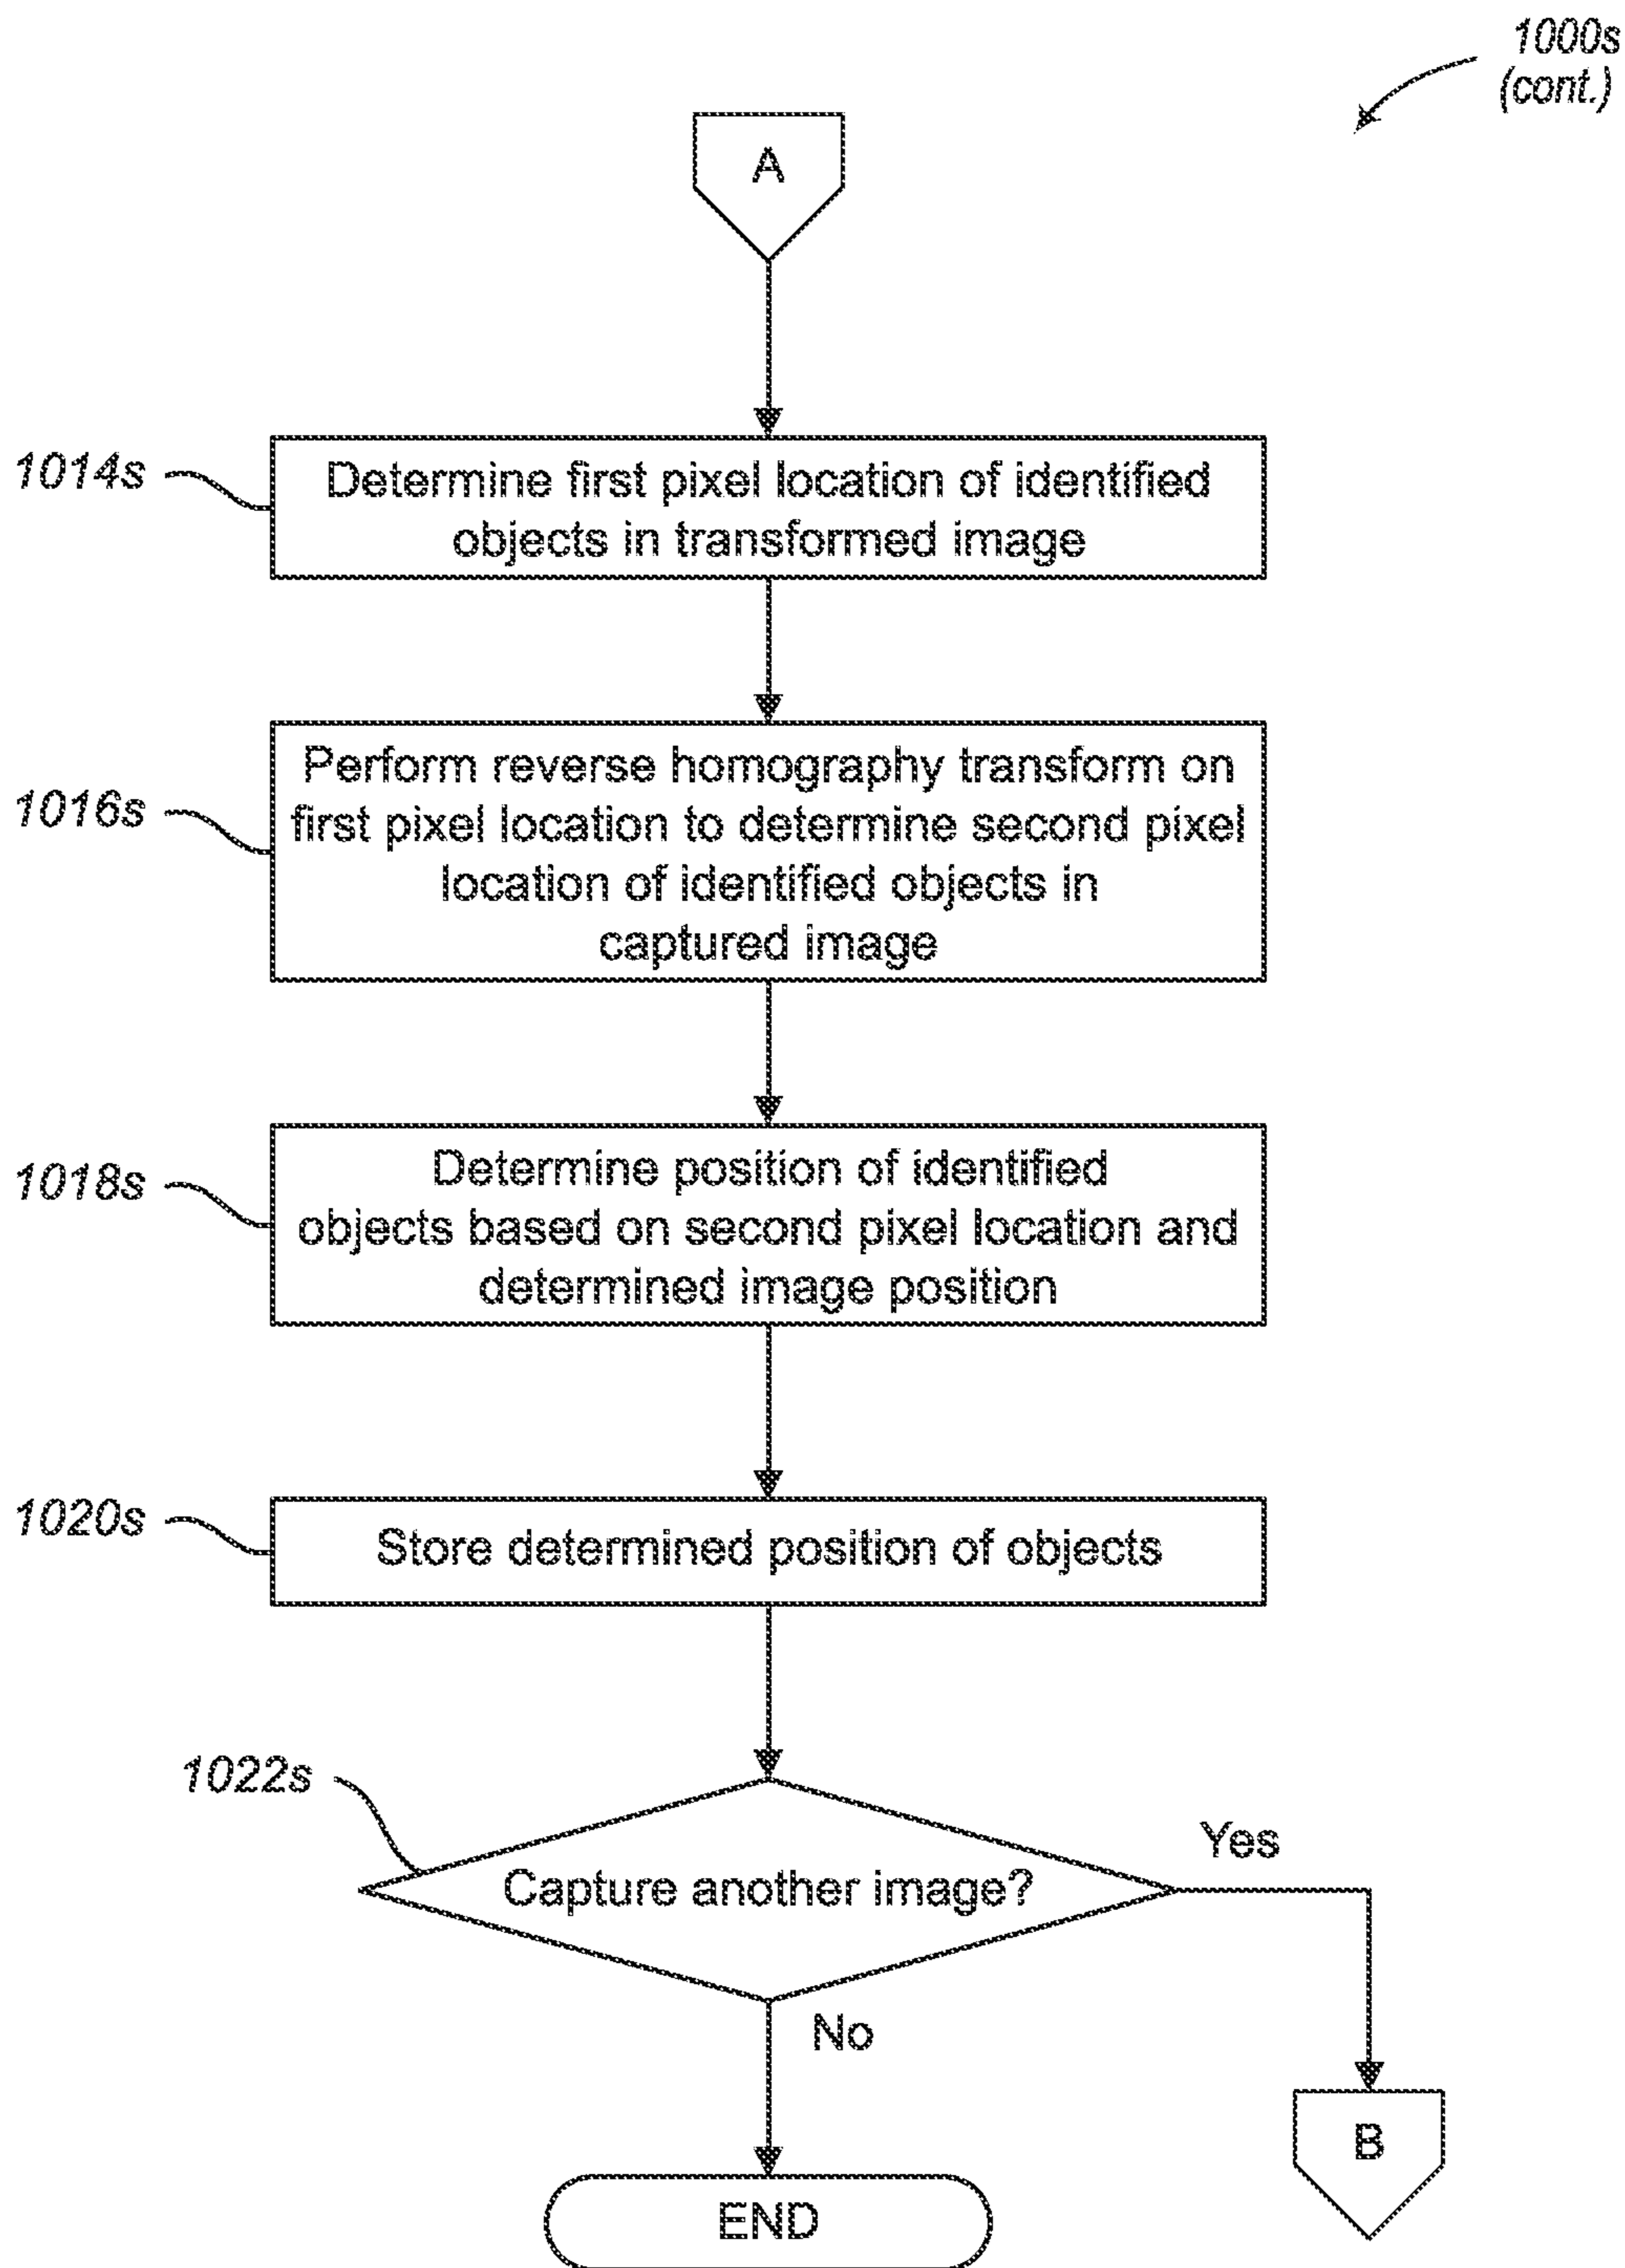 1000s
(cont.)
A
1014s
Determine first pixel location of identified
objects in transformed image
1016s
Perform reverse homography transform on
first pixel location to determine second pixel
location of identified objects in
captured image
1018s
Determine position of identified
objects based on second pixel location and
determined image position
1020s
Store determined position of objects
1022s
Capture another image?
Yes
No
B
END